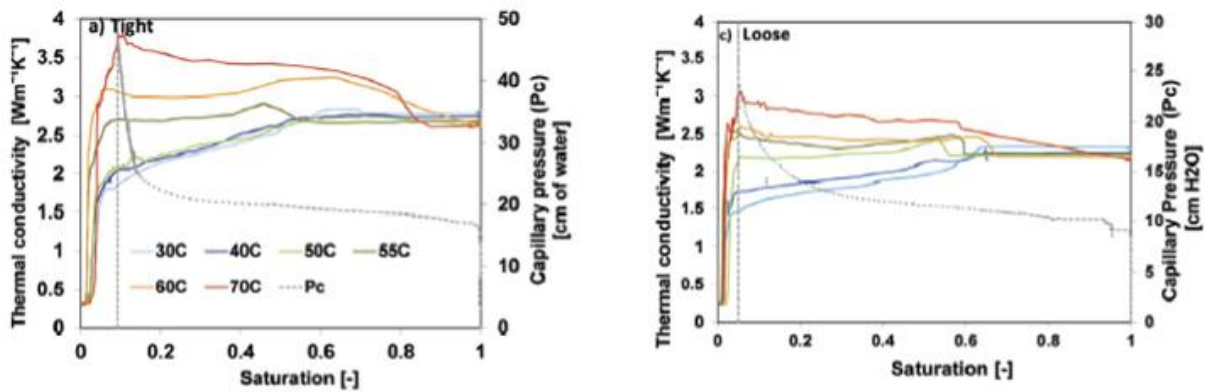 a) Tight
Thermal conductivity [Wm⁻¹K⁻¹]
4
3.5
3
2.5
2
1.5
1
0.5
0
50
40
30
20
10
0
Capillary pressure (Pc)
[cm of water]
30C 40C 50C 55C
60C 70C Pc
0 0.2 0.4 0.6 0.8 1
Saturation [-]
c) Loose
Thermal conductivity [Wm⁻¹K⁻¹]
4
3.5
3
2.5
2
1.5
1
0.5
0
30
25
20
15
10
5
0
Capillary Pressure (Pc)
[cm H2O]
0 0.2 0.4 0.6 0.8 1
Saturation [-]